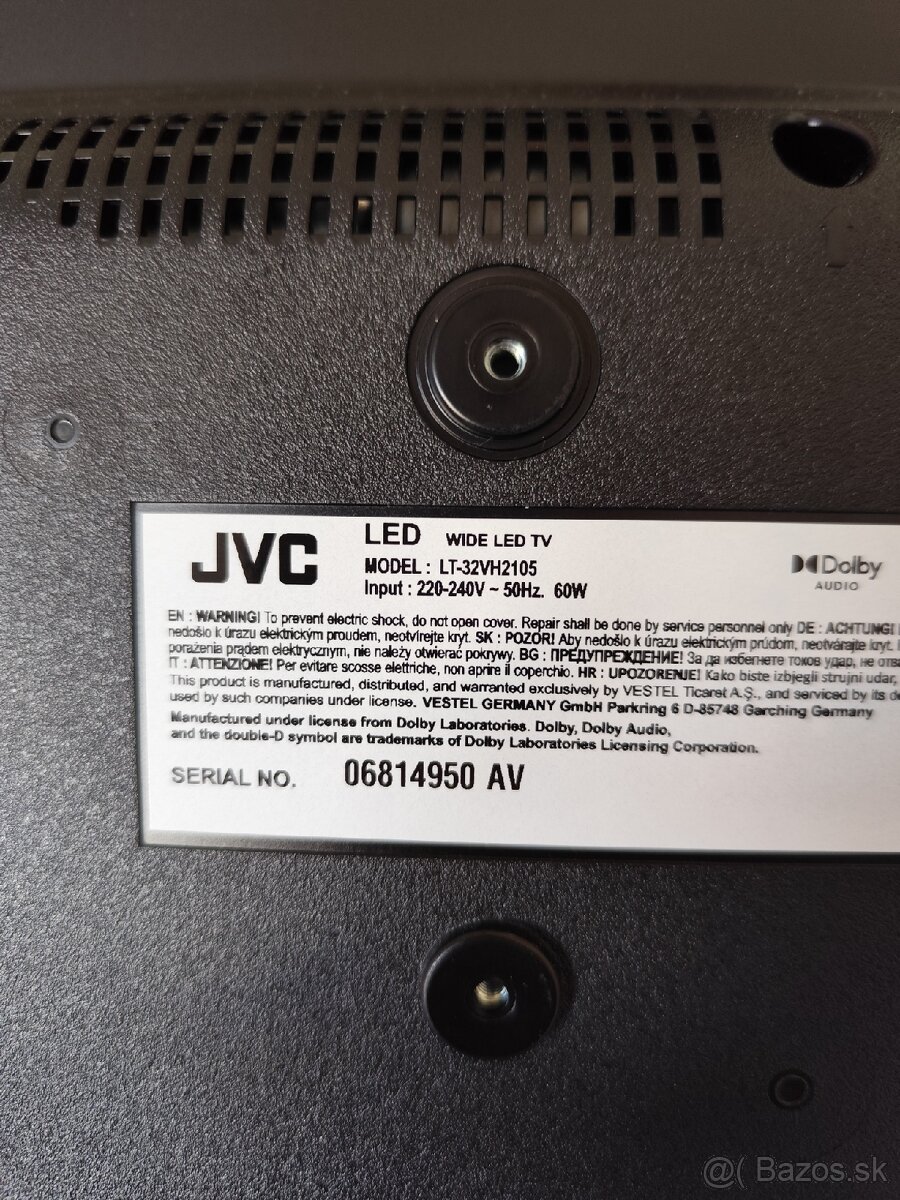 JVC
LED WIDE LED TV
MODEL : LT-32VH2105
Input : 220-240V ~ 50Hz. 60W
Dolby
AUDIO
EN : WARNING! To prevent electric shock, do not open cover. Repair shall be done by service personnel only DE : ACHTUNG!
nedošlo k úrazu elektrickým proudem, neotvírejte kryt. SK : POZOR! Aby nedošlo k úrazu elektrickým prúdom, neotvárajte kryt.
porażenia prądem elektrycznym, nie należy otwierać pokrywy. BG : ПРЕДУПРЕЖДЕНИЕ! За да избегнете токов удар, не
IT : ATTENZIONE! Per evitare scosse elettriche, non aprire il coperchio. HR : UPOZORENJE! Kako biste izbjegli strujni udar,
This product is manufactured, distributed, and warranted exclusively by VESTEL Ticaret A.Ş., and serviced by its
used by such companies under license. VESTEL GERMANY GmbH Parkring 6 D-85748 Garching Germany
Manufactured under license from Dolby Laboratories. Dolby, Dolby Audio,
and the double-D symbol are trademarks of Dolby Laboratories Licensing Corporation.
SERIAL NO. 06814950 AV
@( Bazos.sk